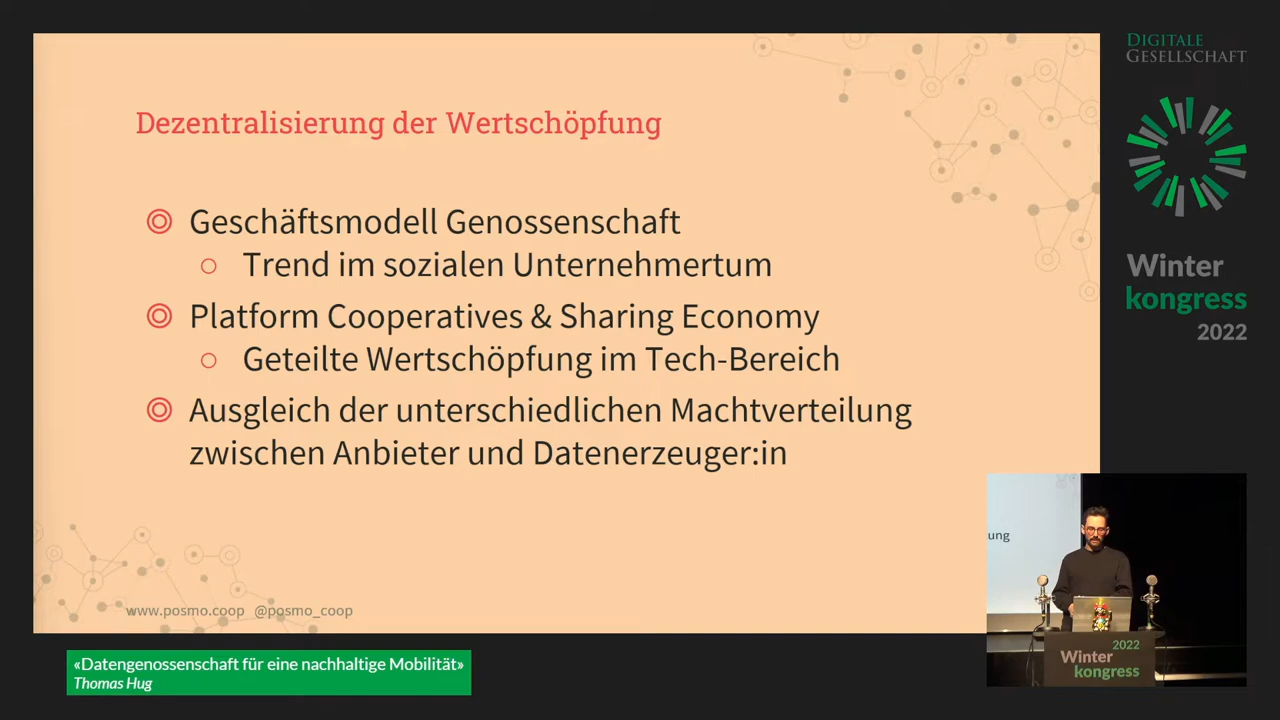 Dezentralisierung der Wertschöpfung
Geschäftsmodell Genossenschaft
Trend im sozialen Unternehmertum
Platform Cooperatives & Sharing Economy
Geteilte Wertschöpfung im Tech-Bereich
Ausgleich der unterschiedlichen Machtverteilung
zwischen Anbieter und Datenerzeuger:in
www.posmo.coop @posmo_coop
DIGITALE
GESELLSCHAFT
Winter
kongress
2022
ung
2022
Winter
kongress
«Datengenossenschaft für eine nachhaltige Mobilität»
Thomas Hug